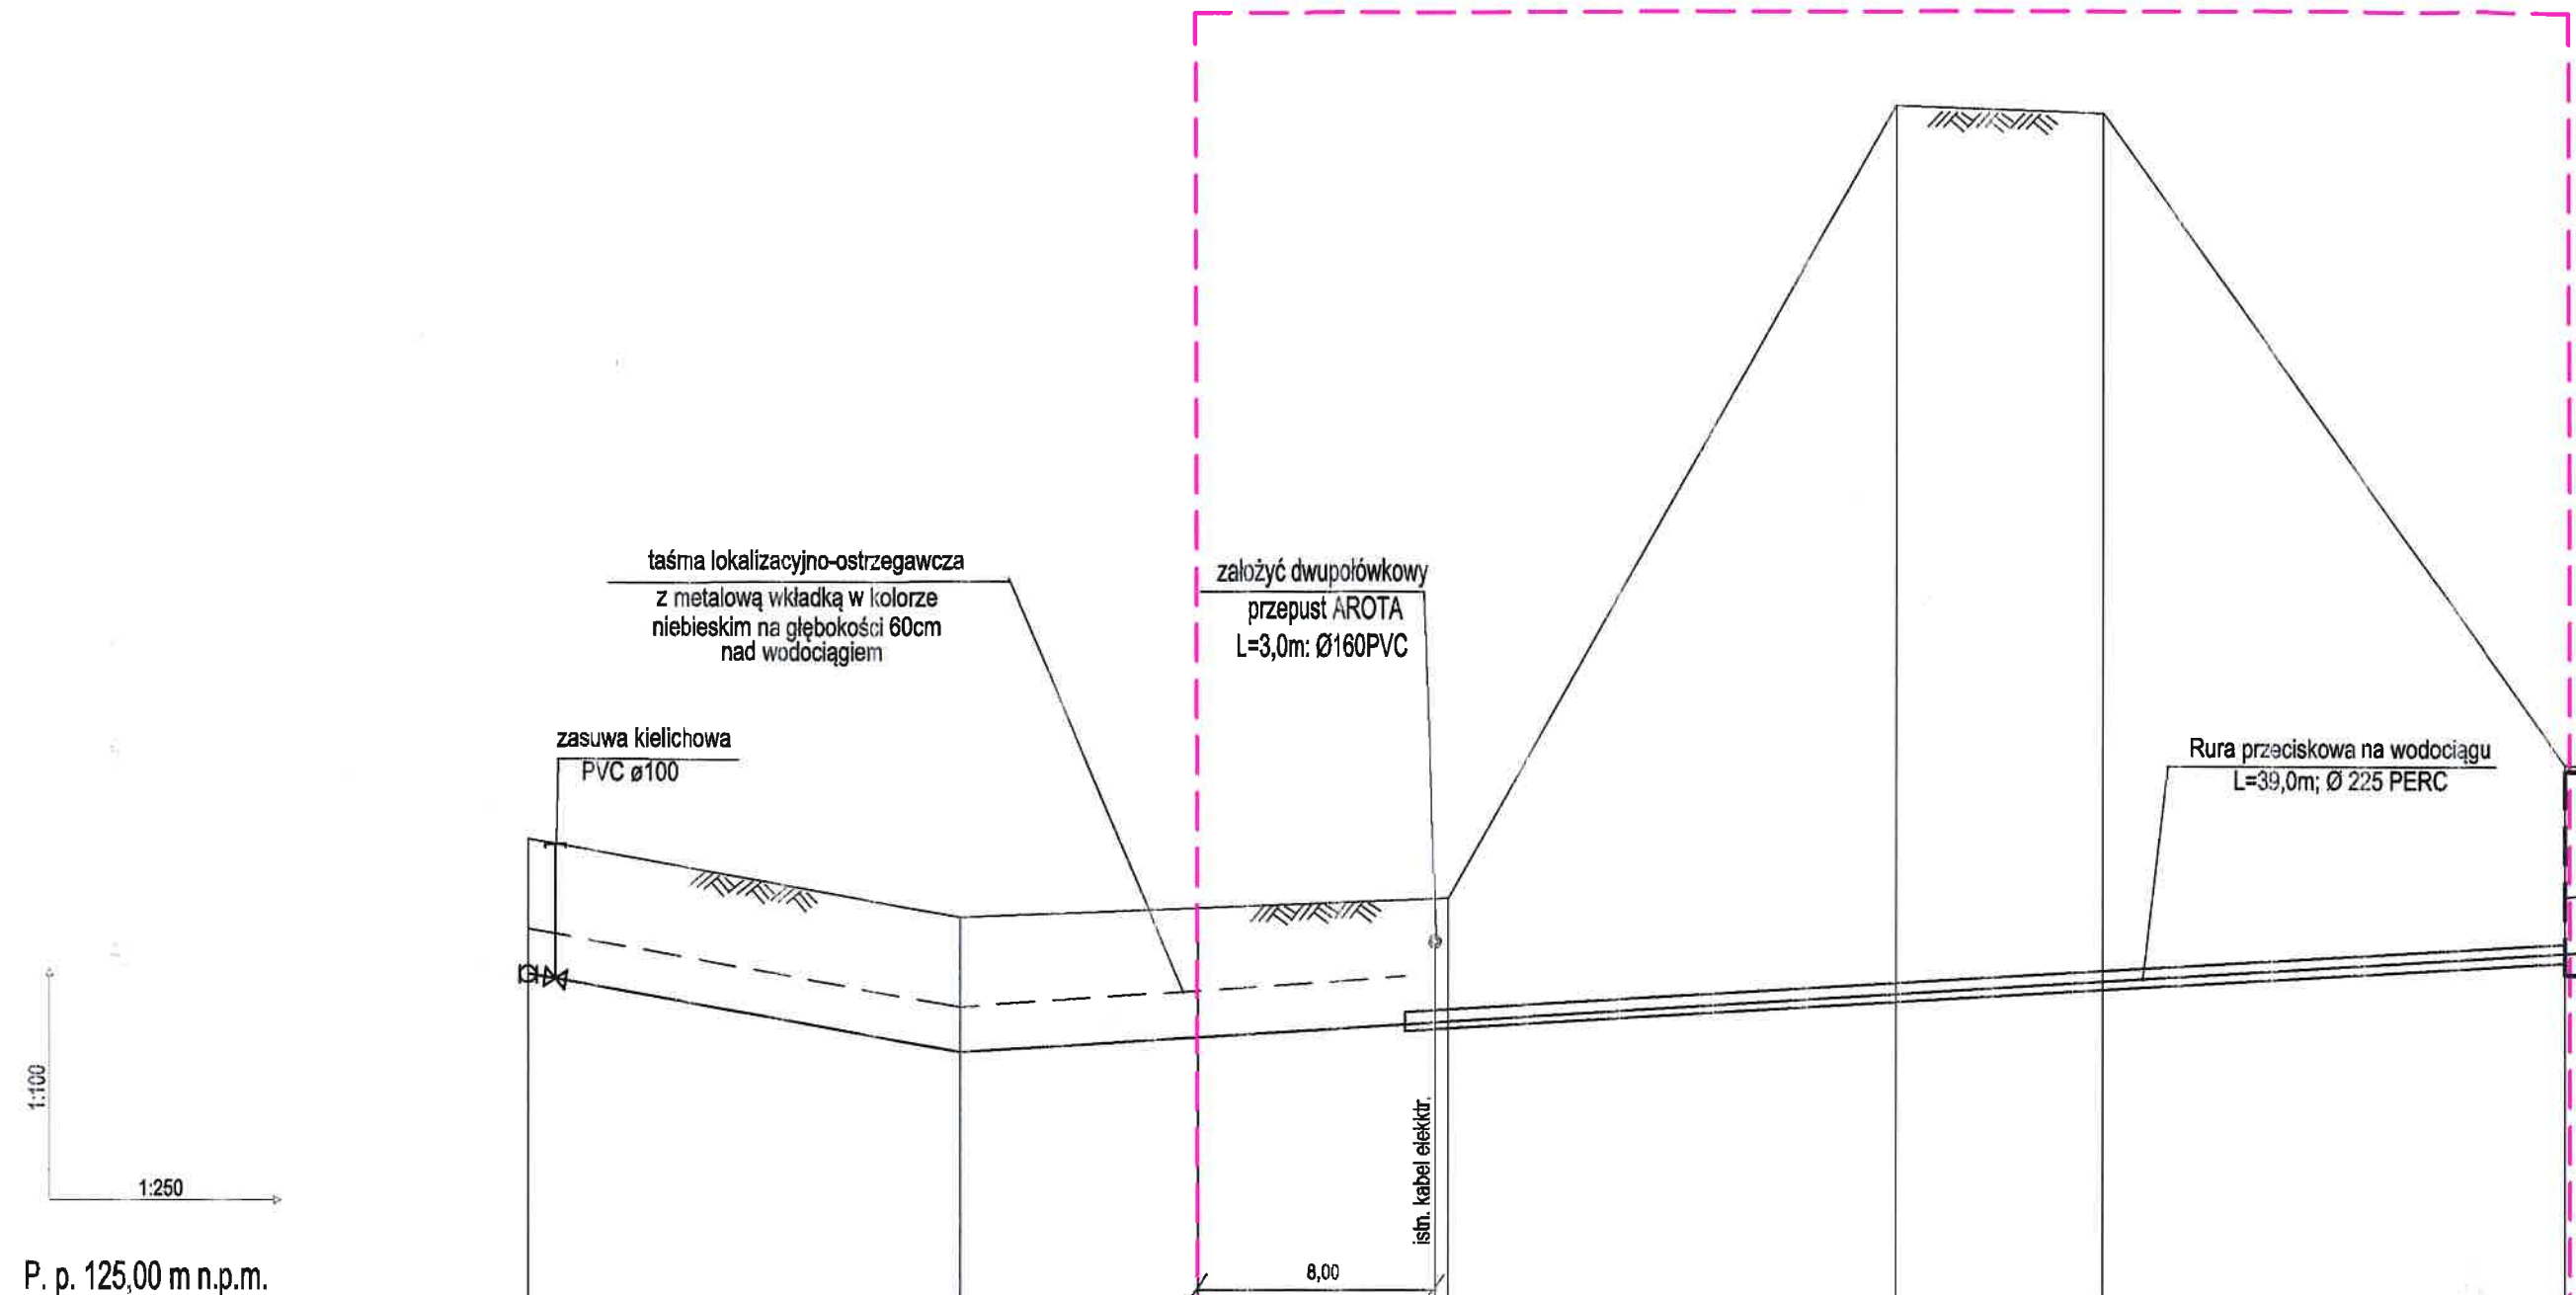 taśma lokalizacyjno-ostrzegawcza
z metalową wkładką w kolorze
niebieskim na głębokości 60cm
nad wodociągiem
założyć dwupołówkowy
przepust AROTA
L=3,0m: Ø160PVC
zasuwa kielichowa
PVC ø100
Rura przeciskowa na wodociągu
L=39,0m; Ø 225 PERC
1:100
1:250
istn. kabel elektr.
8,00
P. p. 125,00 m n.p.m.